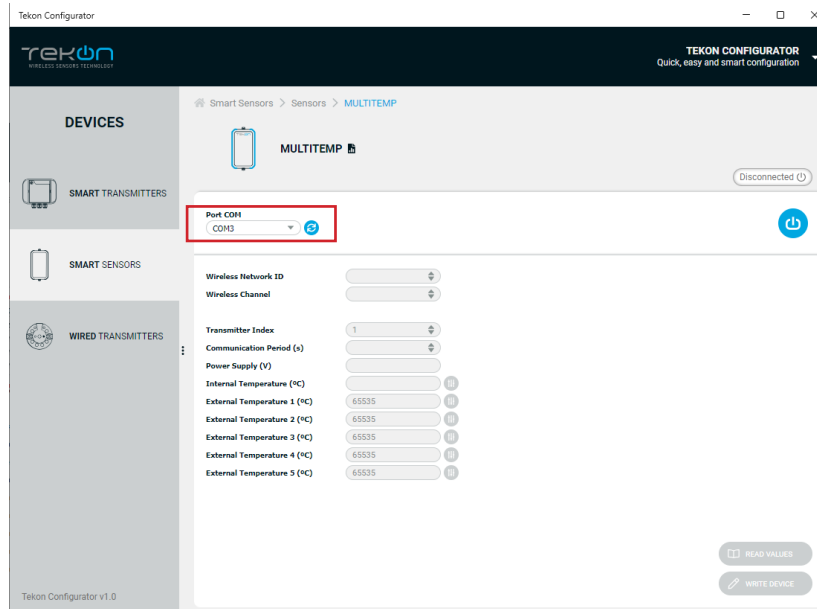 Tekon Configurator
TEKON
WIRELESS SENSORS TECHNOLOGY
TEKON CONFIGURATOR
Quick, easy and smart configuration
DEVICES
SMART TRANSMITTERS
SMART SENSORS
WIRED TRANSMITTERS
Tekon Configurator v1.0
Smart Sensors > Sensors > MULTITEMP
MULTITEMP
Disconnected
Port COM
COM3
Wireless Network ID
Wireless Channel
Transmitter Index 1
Communication Period (s)
Power Supply (V)
Internal Temperature (ºC)
External Temperature 1 (ºC) 65535
External Temperature 2 (ºC) 65535
External Temperature 3 (ºC) 65535
External Temperature 4 (ºC) 65535
External Temperature 5 (ºC) 65535
READ VALUES
WRITE DEVICE